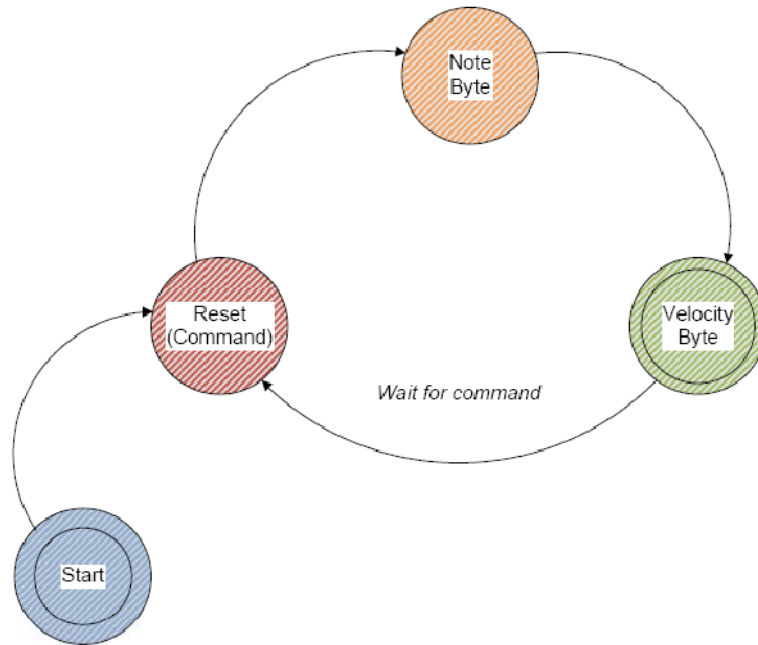 Note
Byte
Reset
(Command)
Velocity
Byte
Wait for command
Start